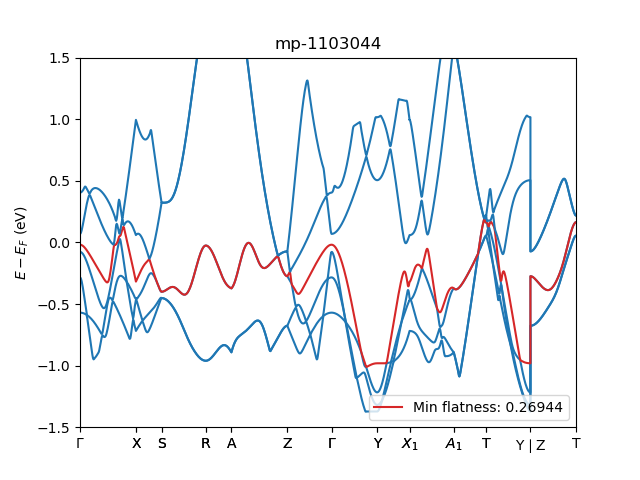 mp-1103044
E − E_F (eV)
1.5
1.0
0.5
0.0
−0.5
−1.0
−1.5
Min flatness: 0.26944
Γ X S R A Z Γ Y X₁ A₁ T Y | Z T